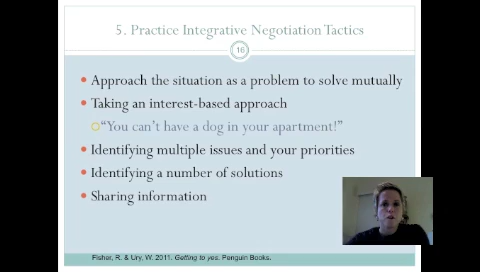 5. Practice Integrative Negotiation Tactics
16
Approach the situation as a problem to solve mutually
Taking an interest-based approach
“You can’t have a dog in your apartment!”
Identifying multiple issues and your priorities
Identifying a number of solutions
Sharing information
Fisher, R. & Ury, W. 2011. Getting to yes. Penguin Books.